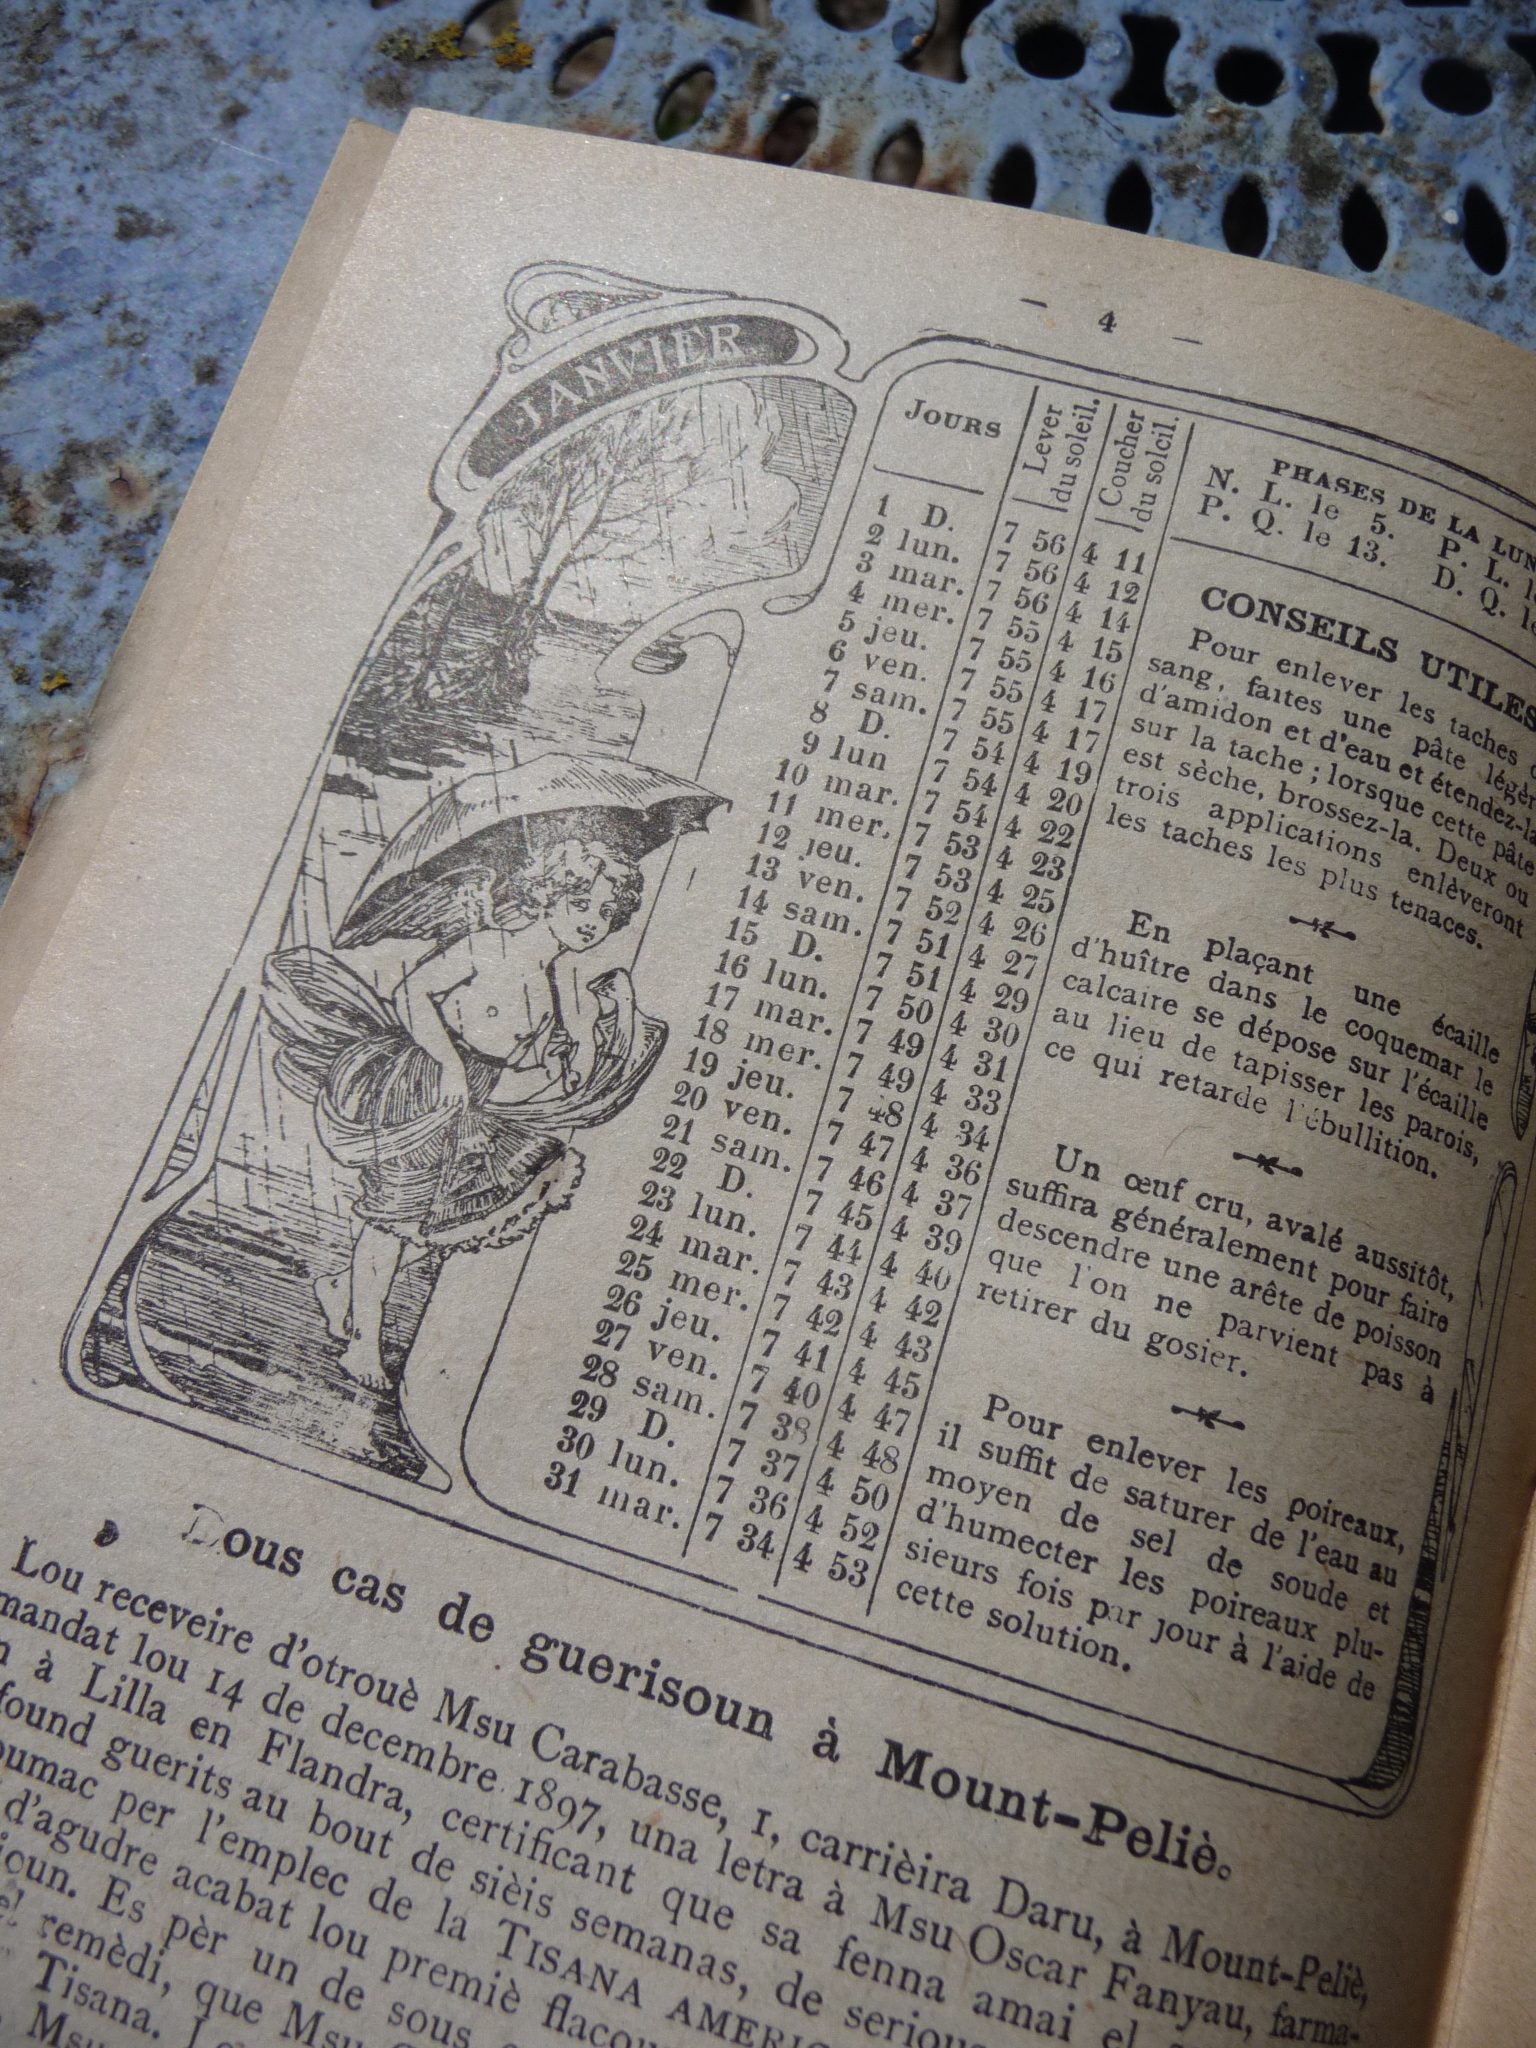 — 4 —
JANVIER
JOURS
Lever du soleil.
Coucher du soleil.
1 D. 7 56 4 11
2 lun. 7 56 4 12
3 mar. 7 56 4 14
4 mer. 7 55 4 15
5 jeu. 7 55 4 16
6 ven. 7 55 4 17
7 sam. 7 55 4 17
8 D. 7 54 4 19
9 lun 7 54 4 20
10 mar. 7 54 4 22
11 mer. 7 53 4 23
12 jeu. 7 53 4 25
13 ven. 7 52 4 26
14 sam. 7 51 4 27
15 D. 7 51 4 29
16 lun. 7 50 4 30
17 mar. 7 49 4 31
18 mer. 7 49 4 33
19 jeu. 7 48 4 34
20 ven. 7 47 4 36
21 sam. 7 46 4 37
22 D. 7 45 4 39
23 lun. 7 44 4 40
24 mar. 7 43 4 42
25 mer. 7 42 4 43
26 jeu. 7 41 4 45
27 ven. 7 40 4 47
28 sam. 7 38 4 48
29 D. 7 37 4 50
30 lun. 7 36 4 52
31 mar. 7 34 4 53
PHASES DE LA LUN
N. L. le 5. P. L. l
P. Q. le 13. D. Q. le
CONSEILS UTILES
Pour enlever les taches
sang, faites une pâte légèr
d'amidon et d'eau et étendez-la
sur la tache ; lorsque cette pâte
est sèche, brossez-la. Deux ou
trois applications enlèveront
les taches les plus tenaces.
En plaçant une écaille
d'huître dans le coquemar le
calcaire se dépose sur l'écaille
au lieu de tapisser les parois,
ce qui retarde l'ébullition.
Un œuf cru, avalé aussitôt,
suffira généralement pour faire
descendre une arête de poisson
que l'on ne parvient pas à
retirer du gosier.
Pour enlever les poireaux,
il suffit de saturer de l'eau au
moyen de sel de soude et
d'humecter les poireaux plu-
sieurs fois par jour à l'aide de
cette solution.
Dous cas de guerisoun à Mount-Peliè.
Lou receveire d'otrouè Msu Carabasse, 1, carrièira Daru, à Mount-Peliè,
mandat lou 14 de decembre 1897, una letra à Msu Oscar Fanyau, farma-
à Lilla en Flandra, certificant que sa fenna amai el
found guerits au bout de sièis semanas, de serious
oumac per l'emplec de la TISANA AMERIC
d'agudre acabat lou premiè flacou
icun. Es pèr un de sous
el remèdi, que Msu
Tisana.
Msu